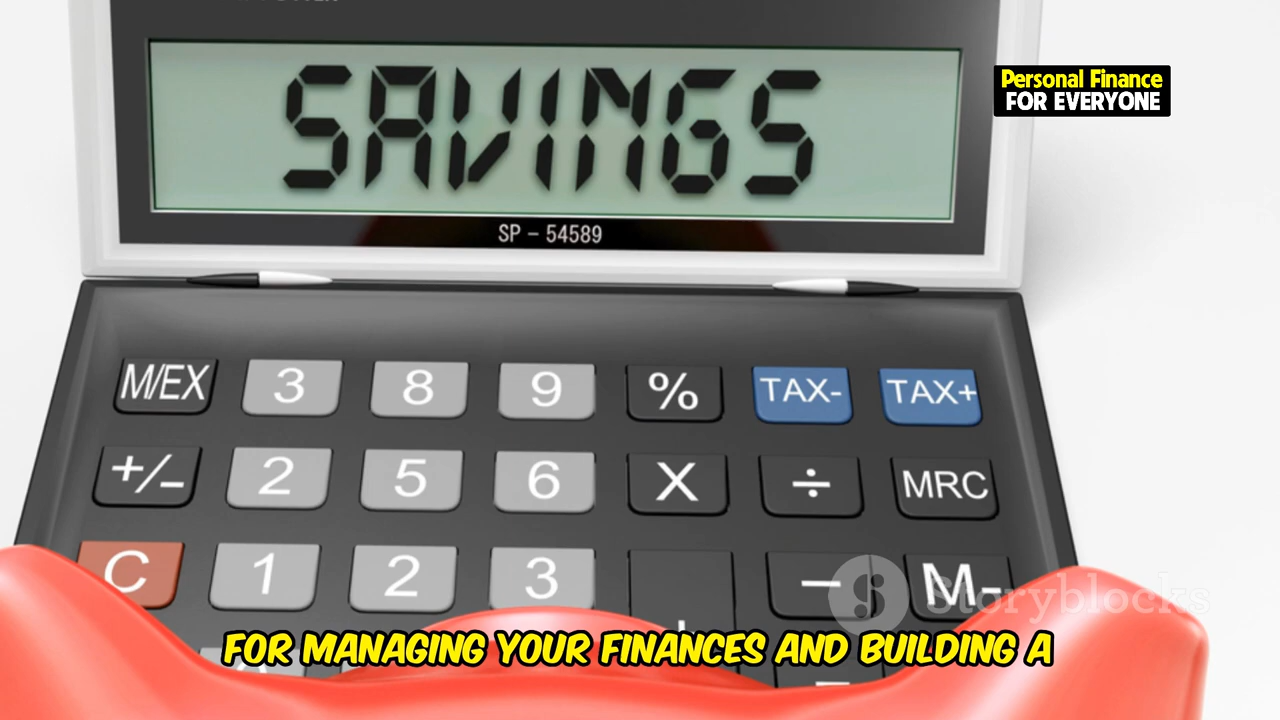 SAVINGS
Personal Finance
FOR EVERYONE
SP - 54589
M/EX 3 8 9 % TAX- TAX+
+/- 2 5 6 X ÷ MRC
C 1 2 3 − M-
Storyblocks
FOR MANAGING YOUR FINANCES AND BUILDING A